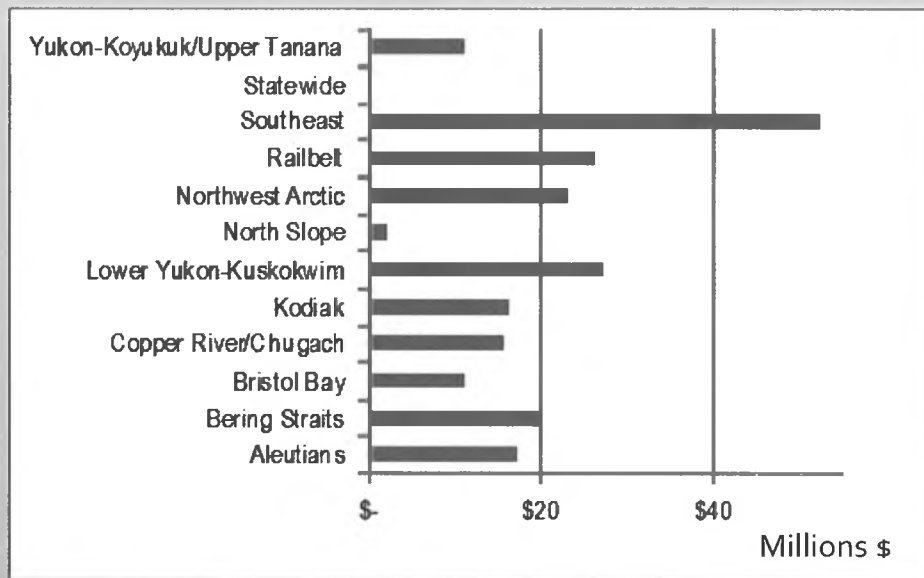 Yukon-Koyukuk/Upper Tanana
Statewide
Southeast
Railbelt
Northwest Arctic
North Slope
Lower Yukon-Kuskokwim
Kodiak
Copper River/Chugach
Bristol Bay
Bering Straits
Aleutians
$- $20 $40
Millions $